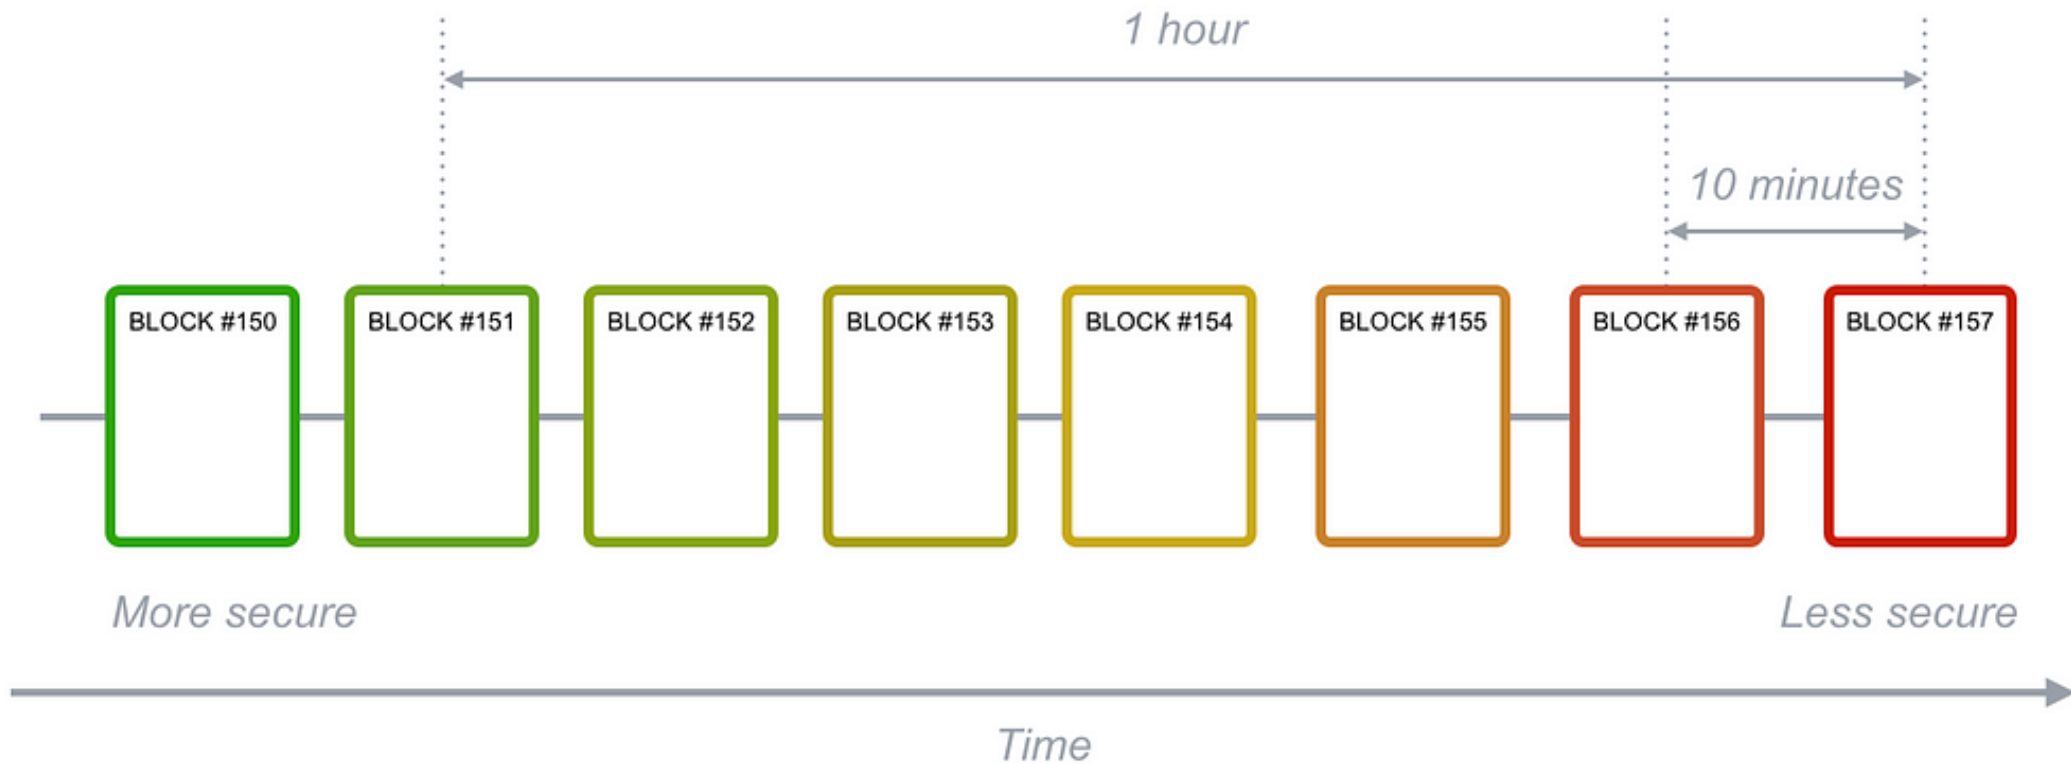 1 hour
10 minutes
BLOCK #150 BLOCK #151 BLOCK #152 BLOCK #153 BLOCK #154 BLOCK #155 BLOCK #156 BLOCK #157
More secure Less secure
Time